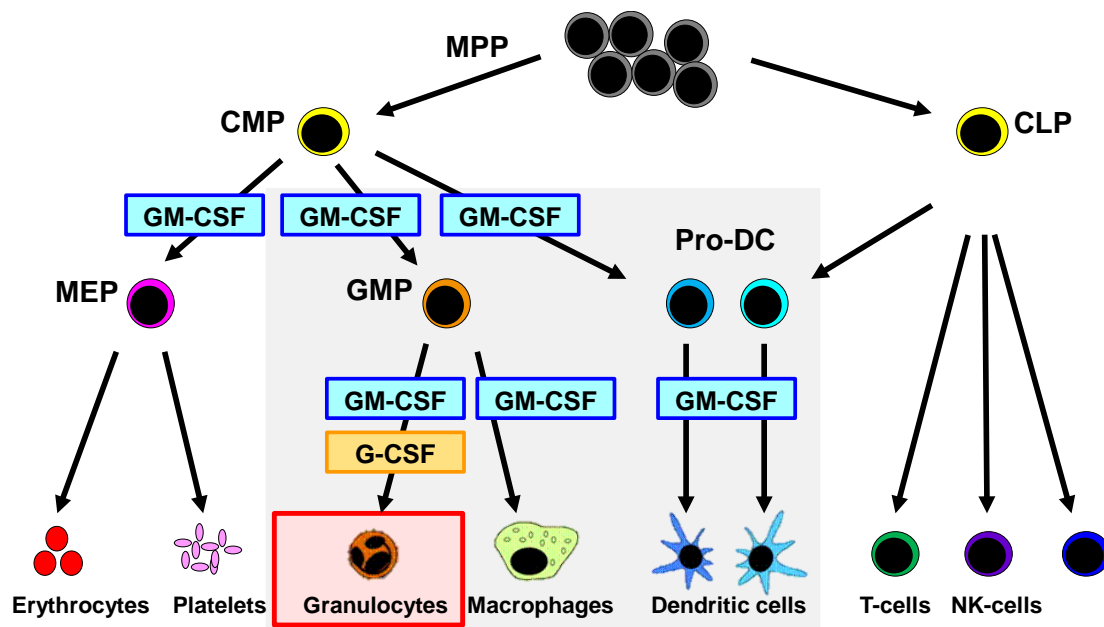 MPP
CMP
CLP
GM-CSF
GM-CSF
GM-CSF
Pro-DC
MEP
GMP
GM-CSF
GM-CSF
GM-CSF
G-CSF
Erythrocytes
Platelets
Granulocytes
Macrophages
Dendritic cells
T-cells
NK-cells